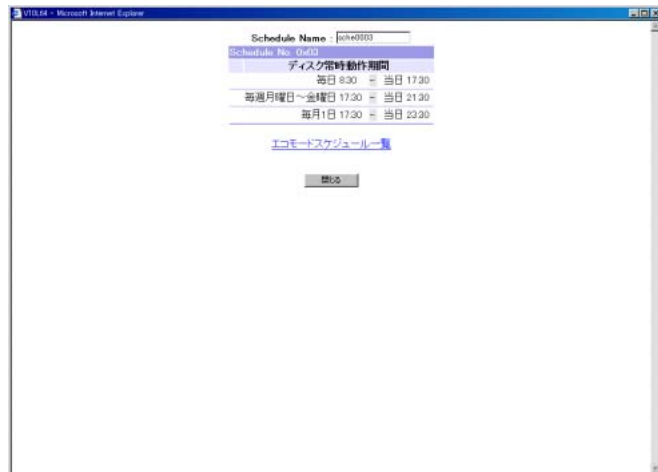 V10L64 - Microsoft Internet Explorer
Schedule Name : sche0003
Schedule No. 0x03
ディスク常時動作期間
毎日 8:30 ~ 当日 17:30
毎週月曜日～金曜日 17:30 ~ 当日 21:30
毎月1日 17:30 ~ 当日 23:30
エコモードスケジュール一覧
閉じる